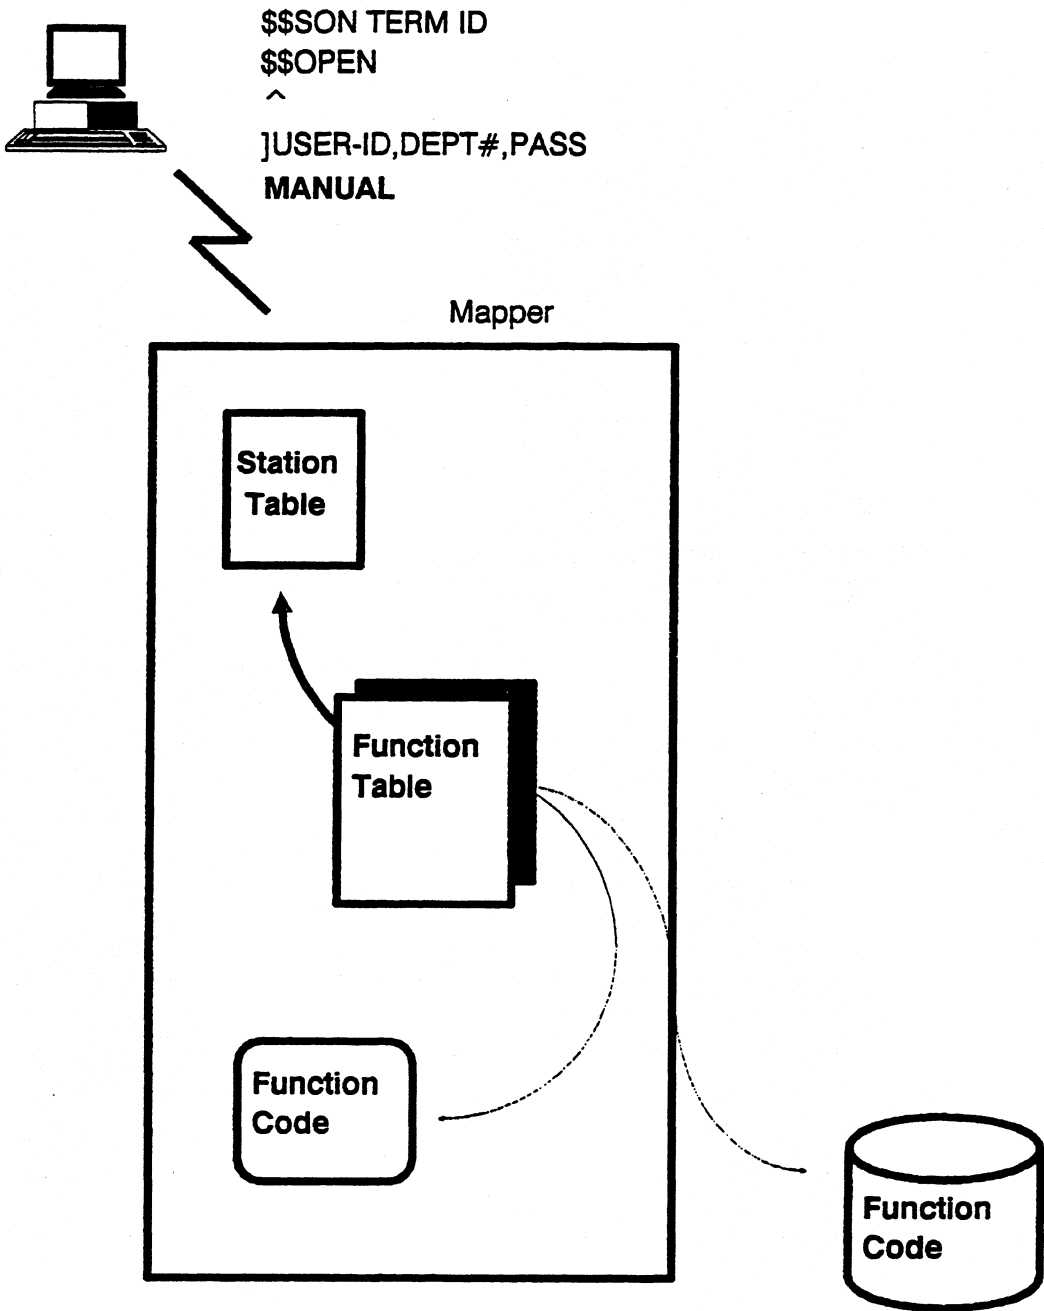 $$SON TERM ID
$$OPEN
^
]USER-ID,DEPT#,PASS
MANUAL
Mapper
Station
Table
Function
Table
Function
Code
Function
Code